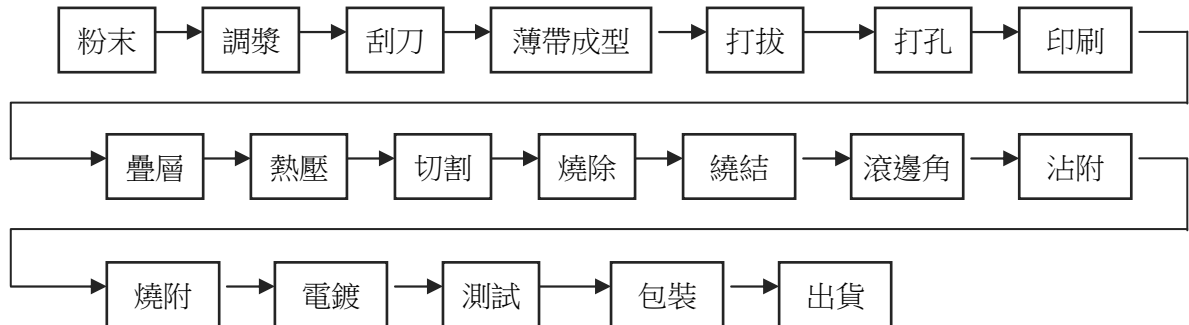 粉末 調漿 刮刀 薄帶成型 打拔 打孔 印刷
疊層 熱壓 切割 燒除 繞結 滾邊角 沾附
燒附 電鍍 測試 包裝 出貨